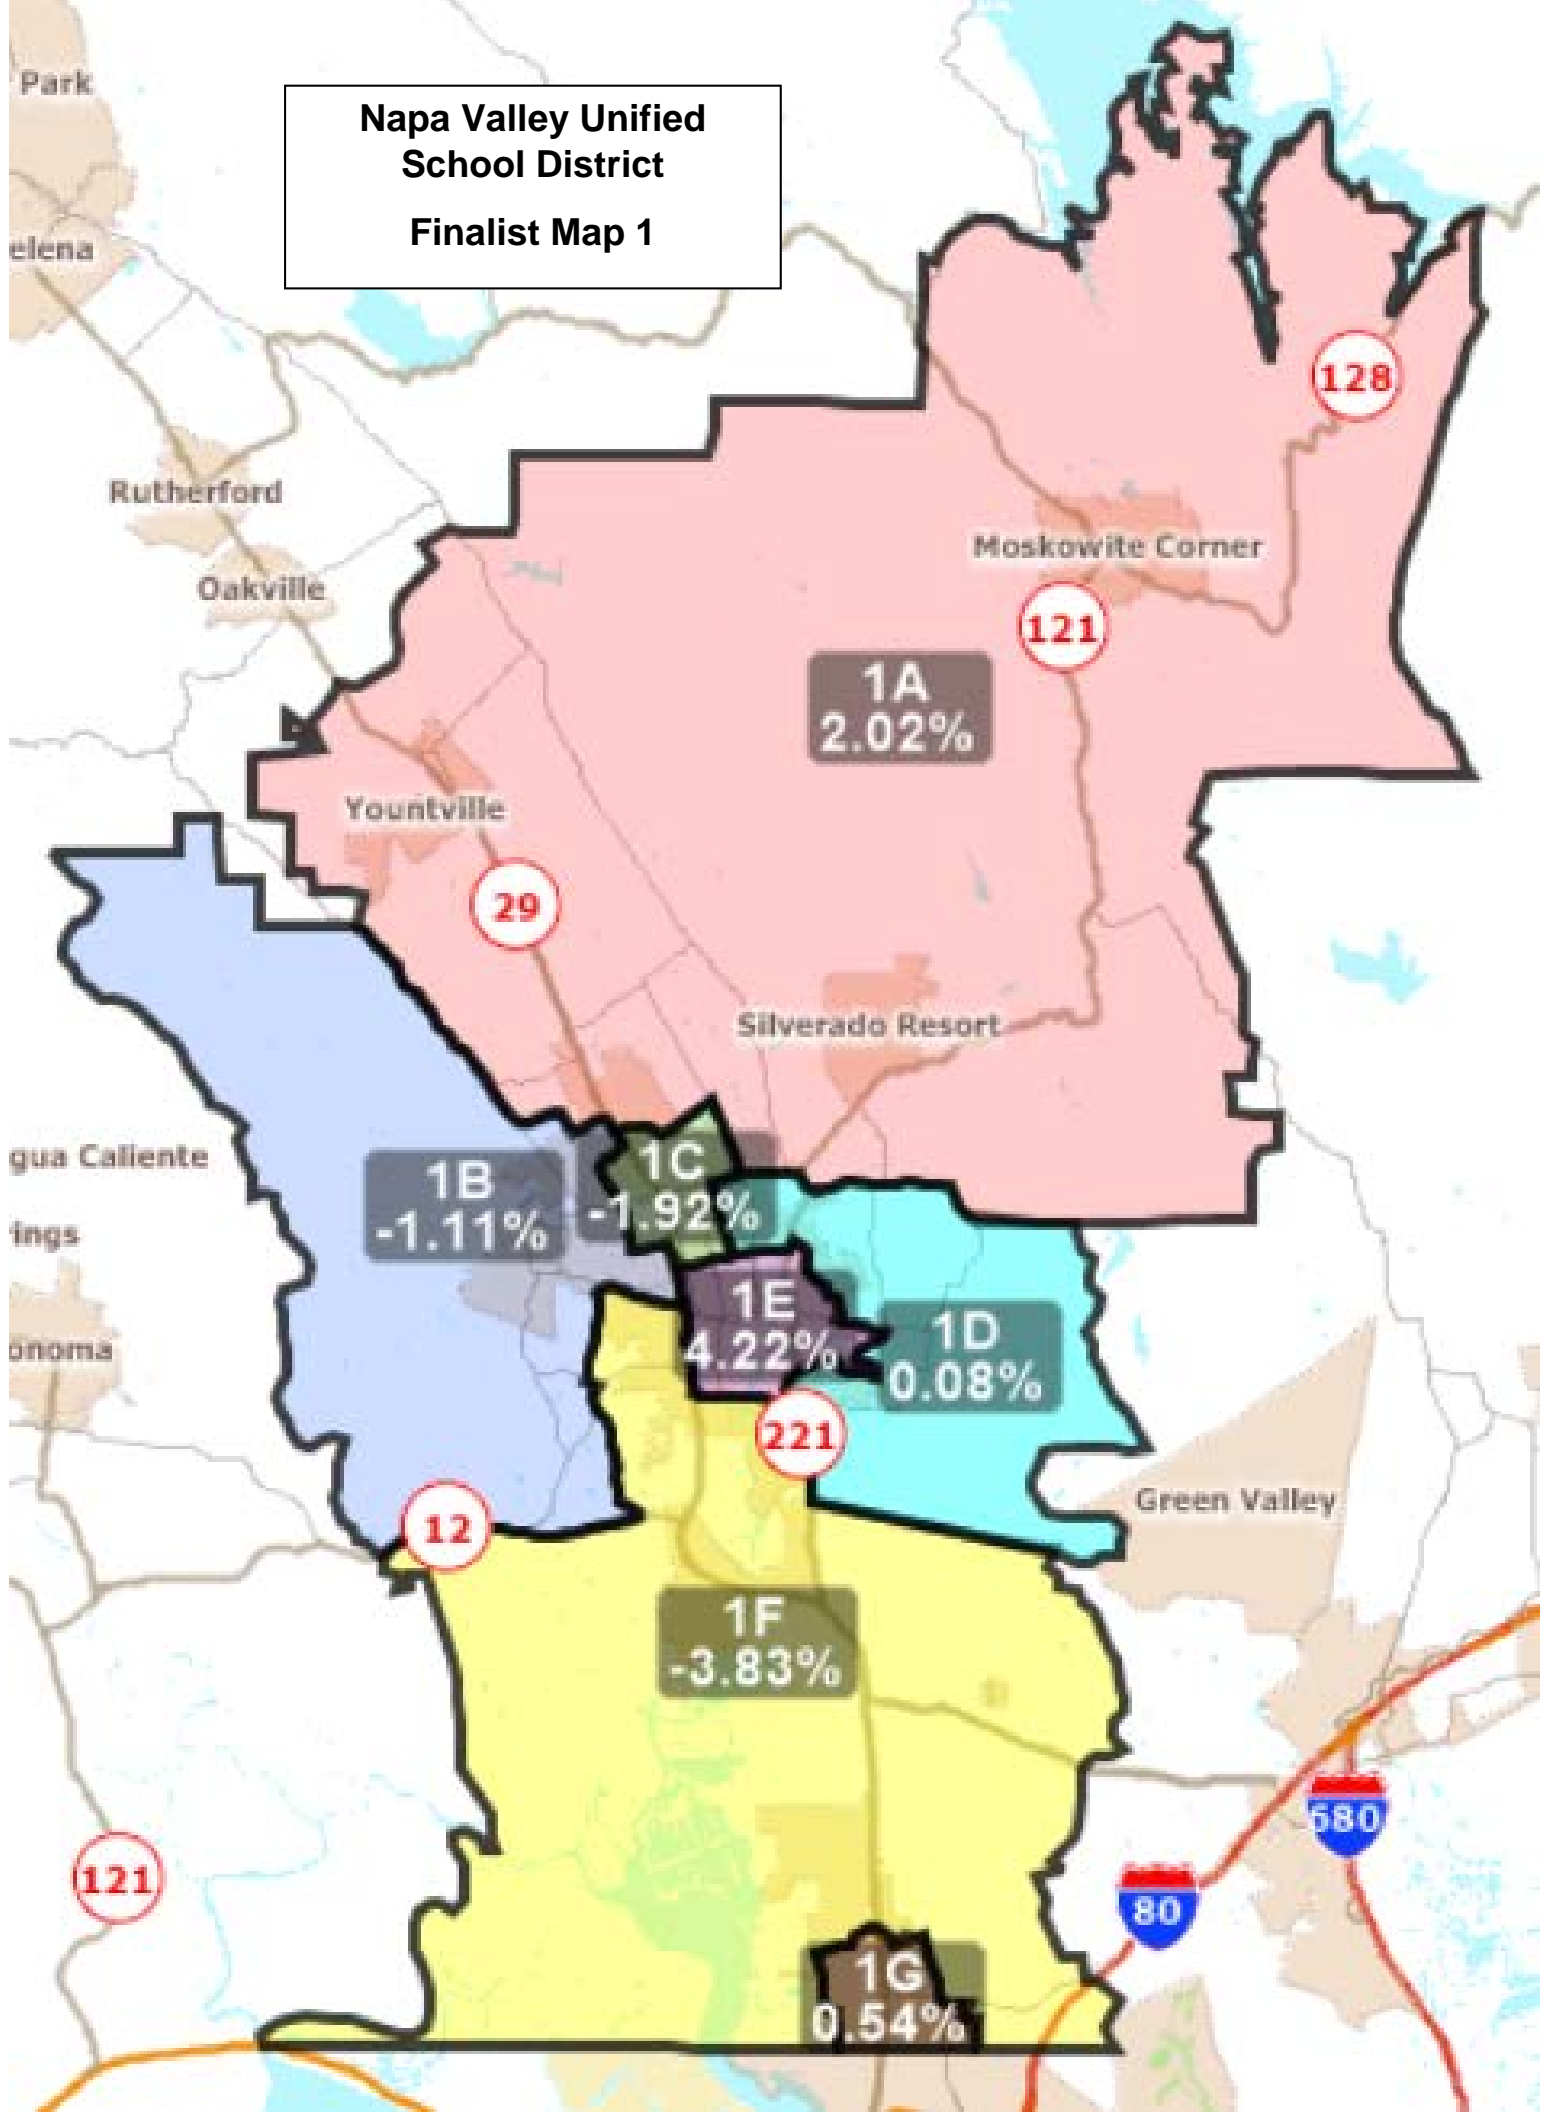 Park
Napa Valley Unified
School District
Finalist Map 1
elena
128
Rutherford
Moskowite Corner
Oakville
121
1A
2.02%
Yountville
29
Silverado Resort
gua Caliente
1B
-1.11%
1C
-1.92%
ings
1E
4.22%
1D
0.08%
onoma
221
Green Valley
12
1F
-3.83%
680
121
80
1G
0.54%